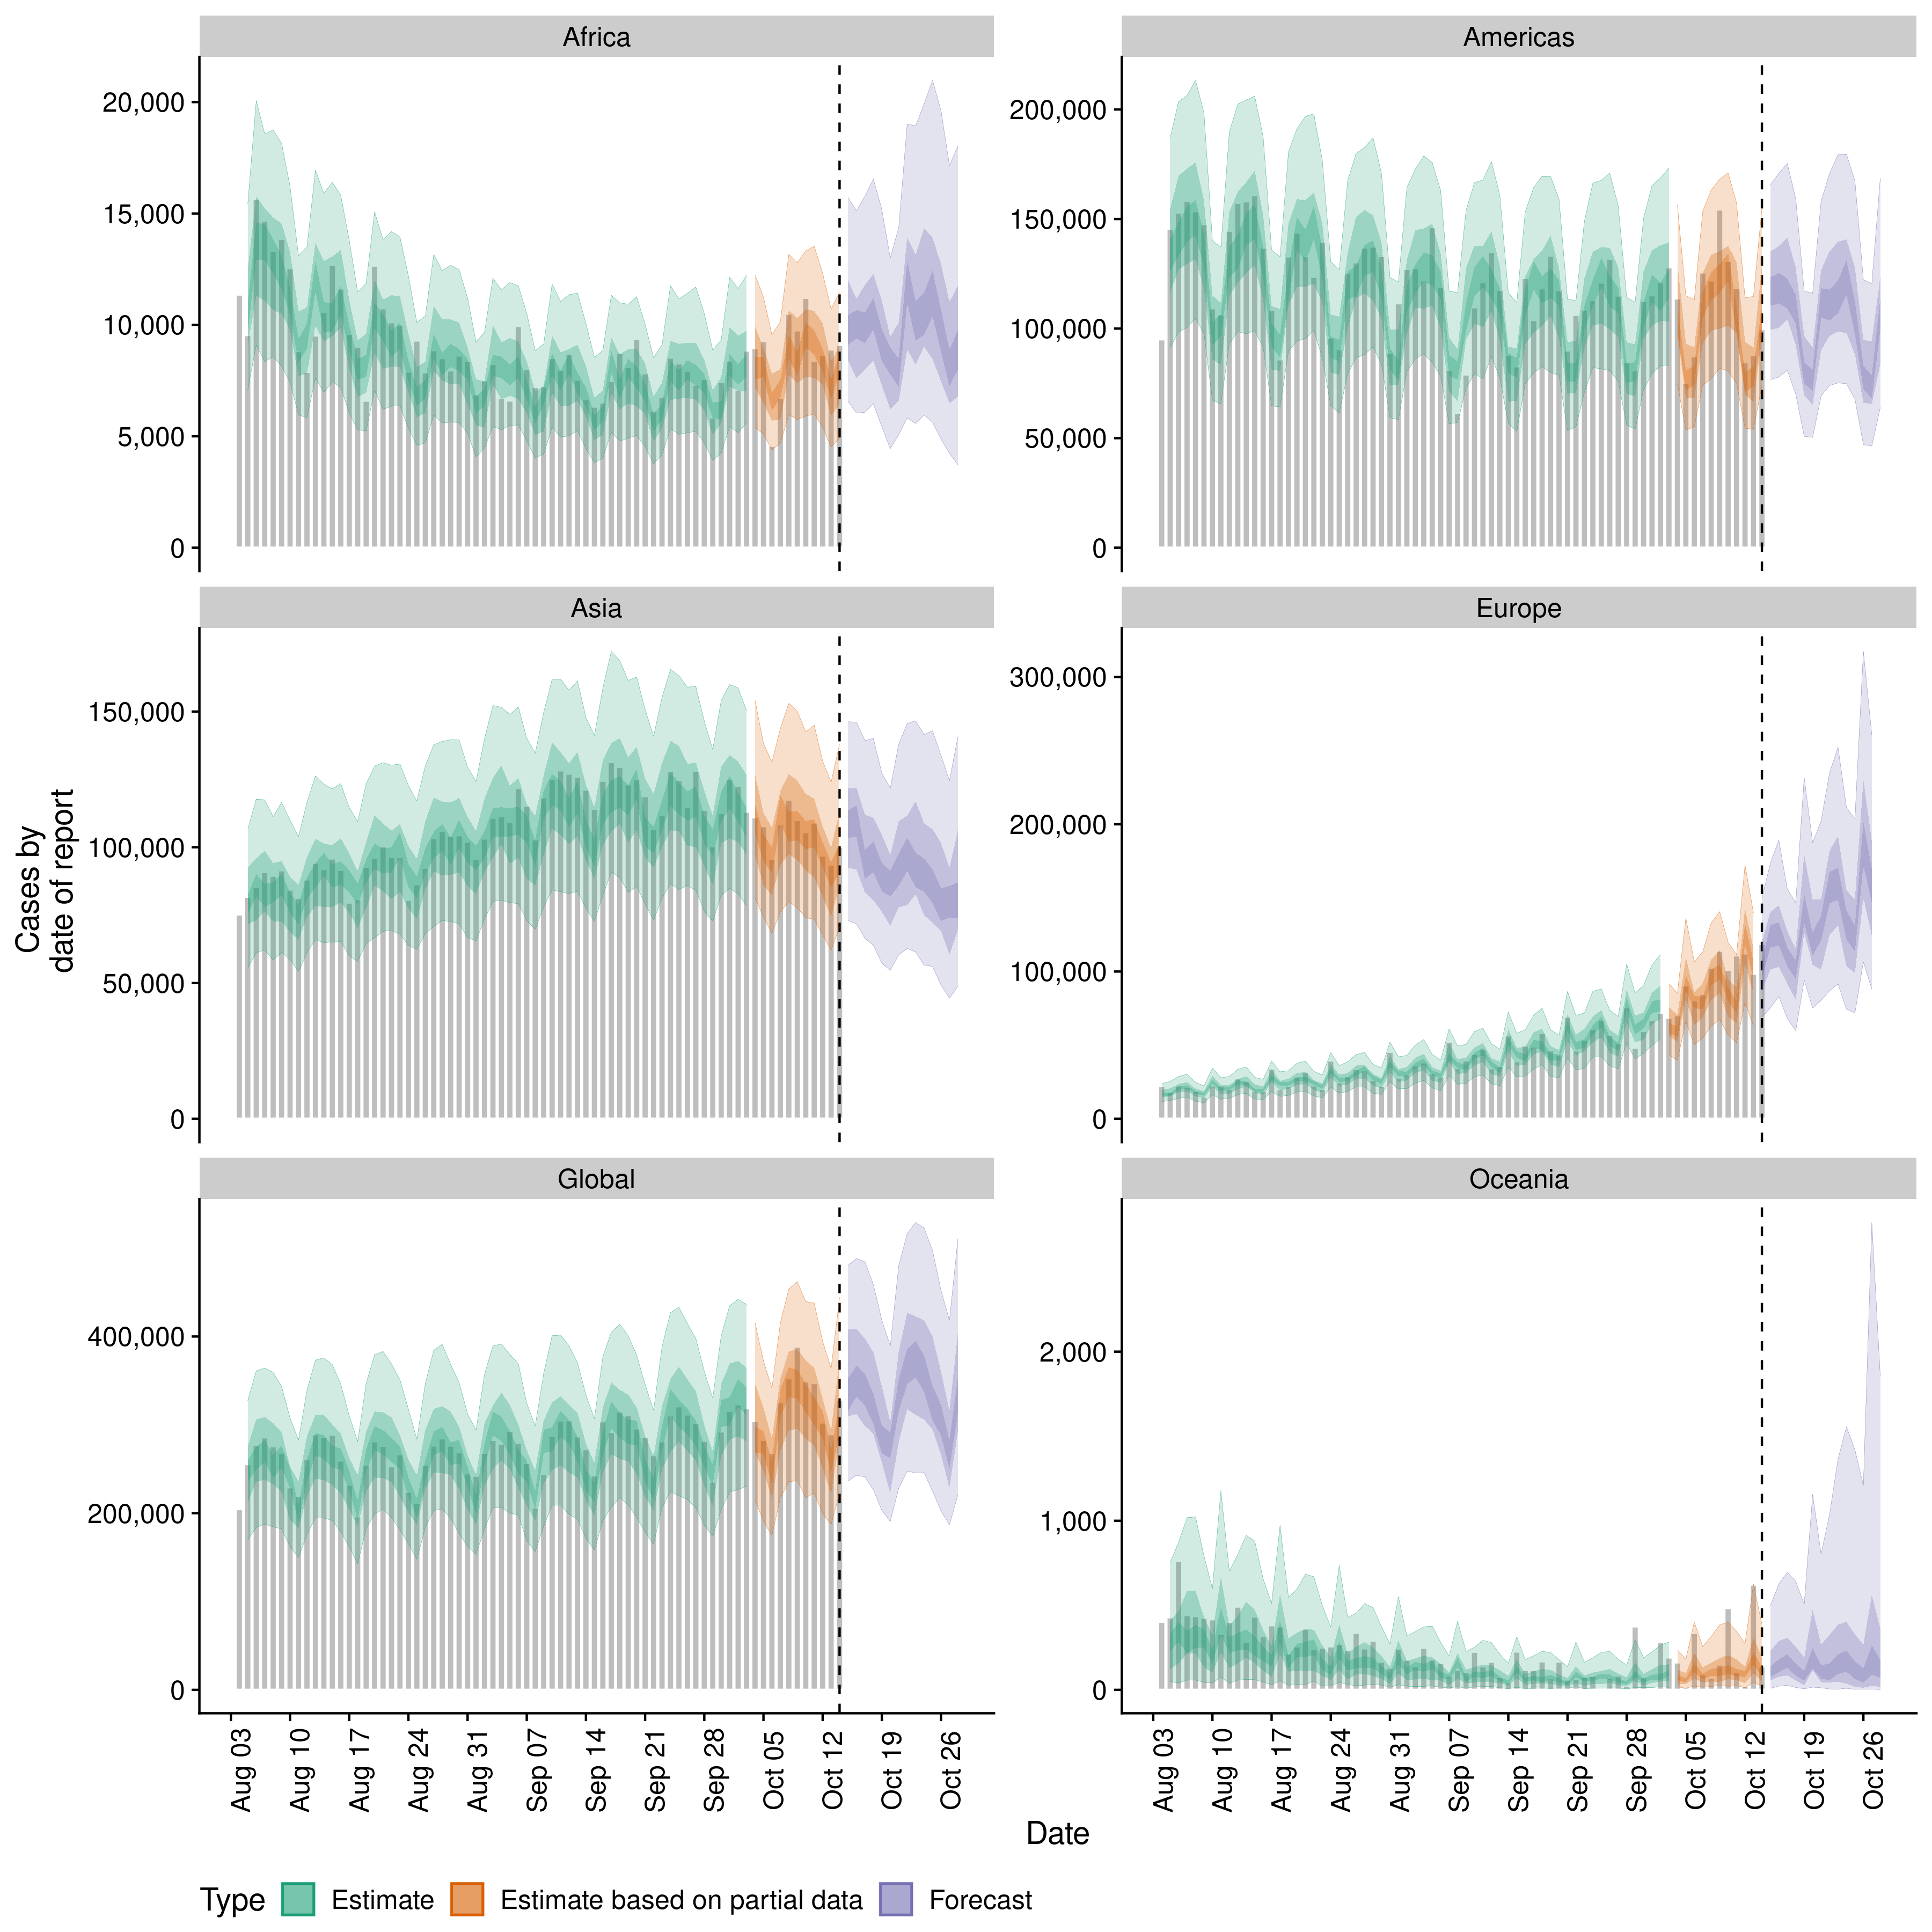 Africa
Americas
20,000
15,000
10,000
5,000
0
200,000
150,000
100,000
50,000
0
Asia
Europe
150,000
100,000
50,000
0
300,000
200,000
100,000
0
Cases by
date of report
Global
Oceania
400,000
200,000
0
2,000
1,000
0
Aug 03
Aug 10
Aug 17
Aug 24
Aug 31
Sep 07
Sep 14
Sep 21
Sep 28
Oct 05
Oct 12
Oct 19
Oct 26
Aug 03
Aug 10
Aug 17
Aug 24
Aug 31
Sep 07
Sep 14
Sep 21
Sep 28
Oct 05
Oct 12
Oct 19
Oct 26
Date
Type Estimate Estimate based on partial data Forecast